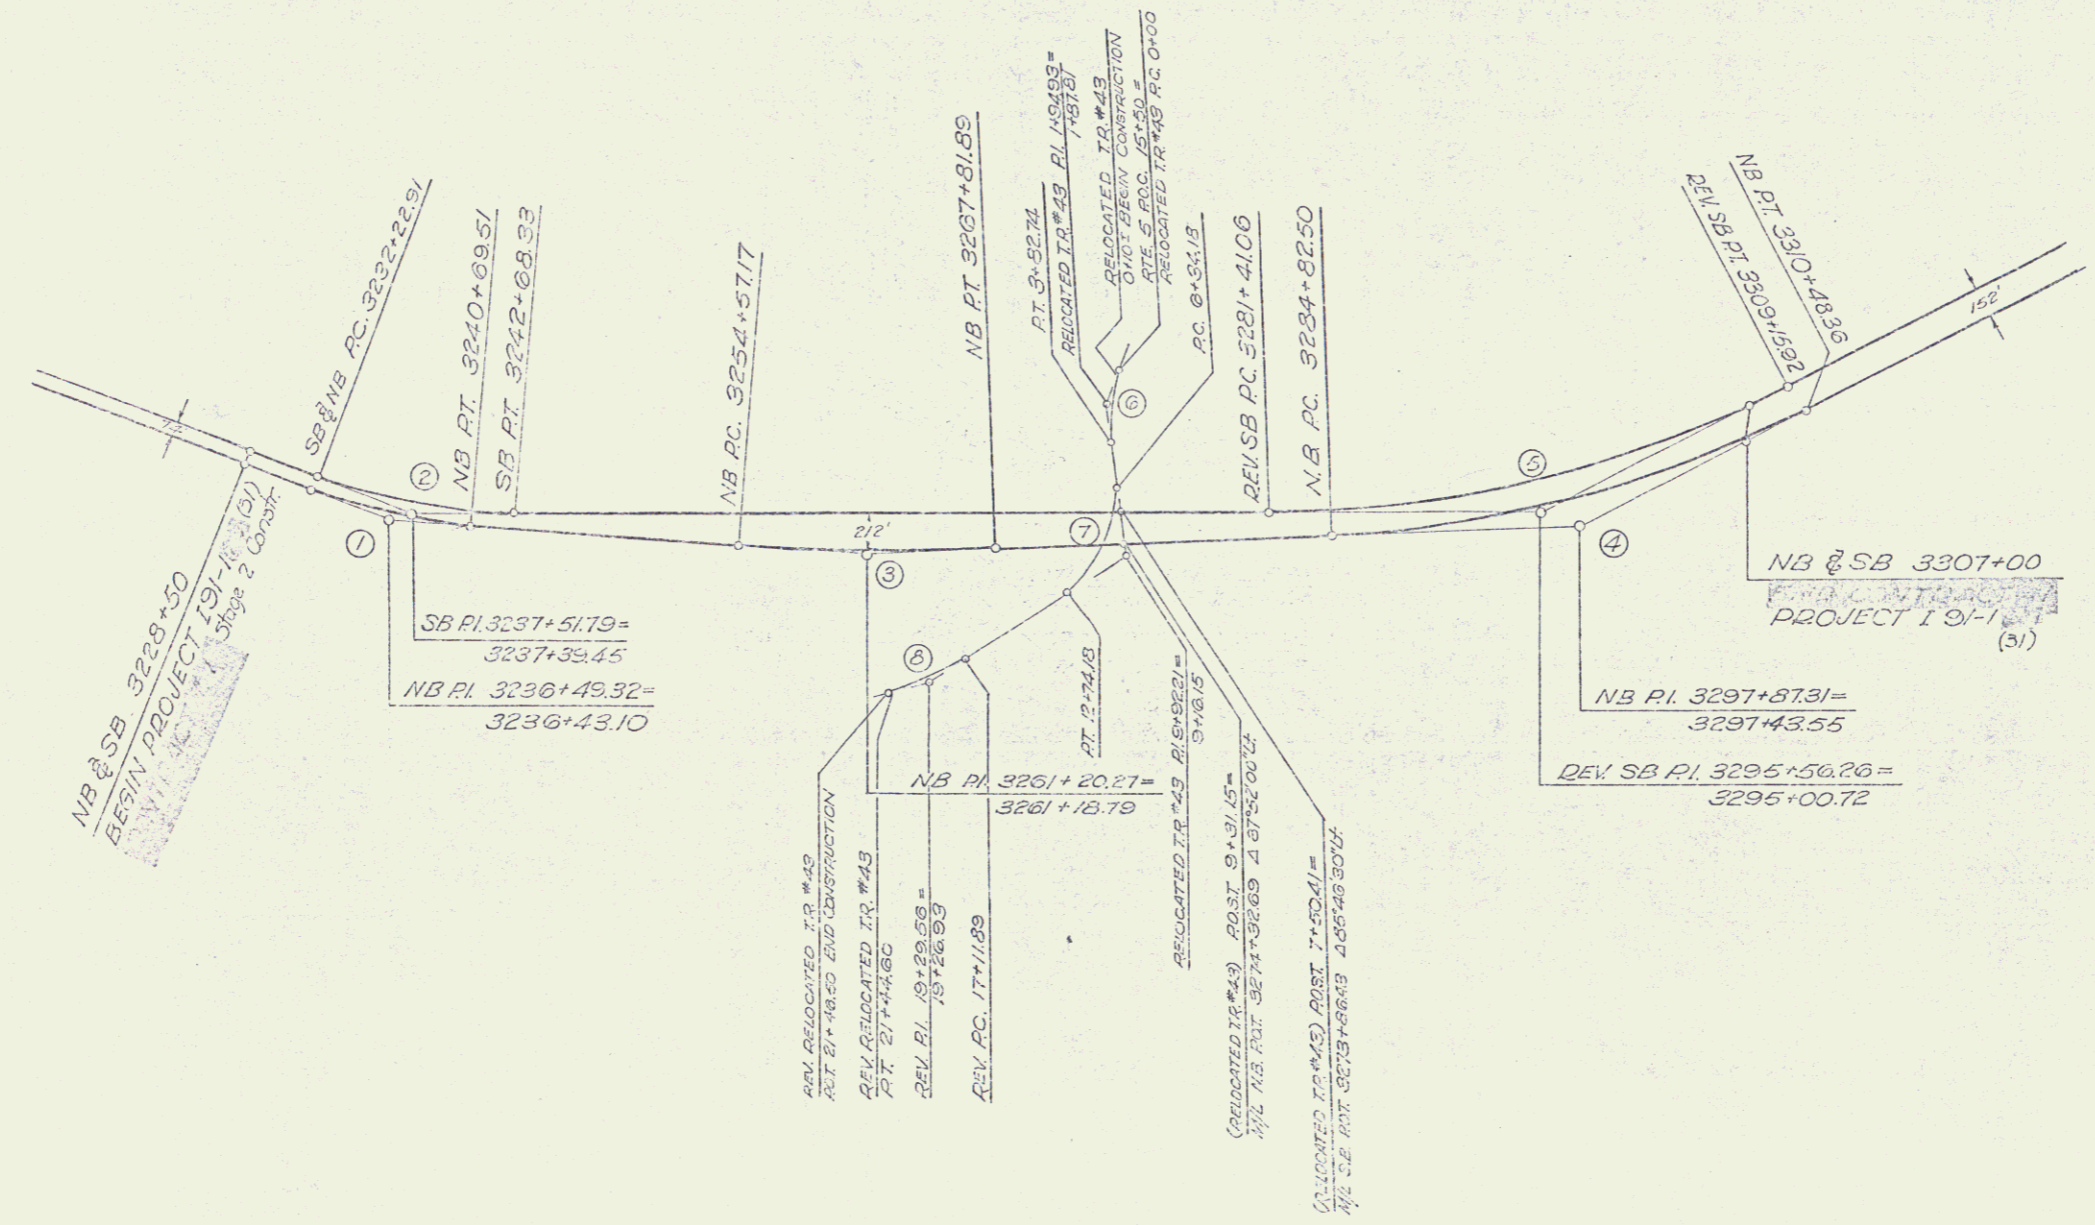 SB & NB P.C. 3232+22.91
NB P.T. 3240+69.51
SB P.T. 3242+68.33
NB P.C. 3254+57.17
NB P.T. 3267+81.89
P.T. 3+82.74
RELOCATED T.R. #43 P.I. 1+94.93=
1+87.81
RELOCATED T.R. #43
0+10± BEGIN CONSTRUCTION
RTE. 5 P.O.C. 15+50 =
RELOCATED T.R. #43 P.C. 0+00
P.C. 6+34.18
REV. SB P.C. 3281+41.06
N.B. P.C. 3284+82.50
REV. SB P.T. 3309+15.92
NB P.T. 3310+48.36
152'
212'
1
2
3
4
5
6
7
8
NB & SB 3228+50
BEGIN PROJECT I 91-1 (31)
Stage 2 Constr.
SB P.I. 3237+51.79=
3237+39.45
NB P.I. 3236+49.32=
3236+43.10
NB P.I. 3261+20.27=
3261+18.79
NB & SB 3307+00
PROJECT I 91-1
(31)
NB P.I. 3297+87.31=
3297+43.55
REV. SB P.I. 3295+56.26=
3295+00.72
REV. RELOCATED T.R. #43
P.O.T. 21+48.50 END CONSTRUCTION
REV. RELOCATED T.R. #43
P.T. 21+44.60
REV. P.I. 19+29.56=
19+26.93
REV. P.C. 17+11.89
P.T. 12+74.18
RELOCATED T.R. #43 P.I. 9+92.21=
9+16.15
(RELOCATED T.R. #43) P.O.S.T. 9+31.15=
M/L N.B. P.O.T. 3274+32.69 Δ 87°52'00" Lt.
(RELOCATED T.R. #43) P.O.S.T. 7+50.41=
M/L S.B. P.O.T. 3273+86.43 Δ 85°46'30" Lt.